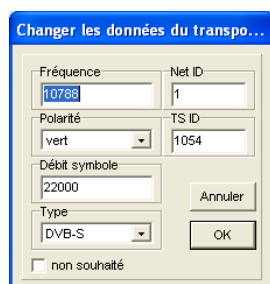 Changer les données du transpo...
Fréquence
Net ID
10788
1
Polarité
TS ID
vert
1054
Débit symbole
22000
Annuler
Type
DVB-S
OK
non souhaité